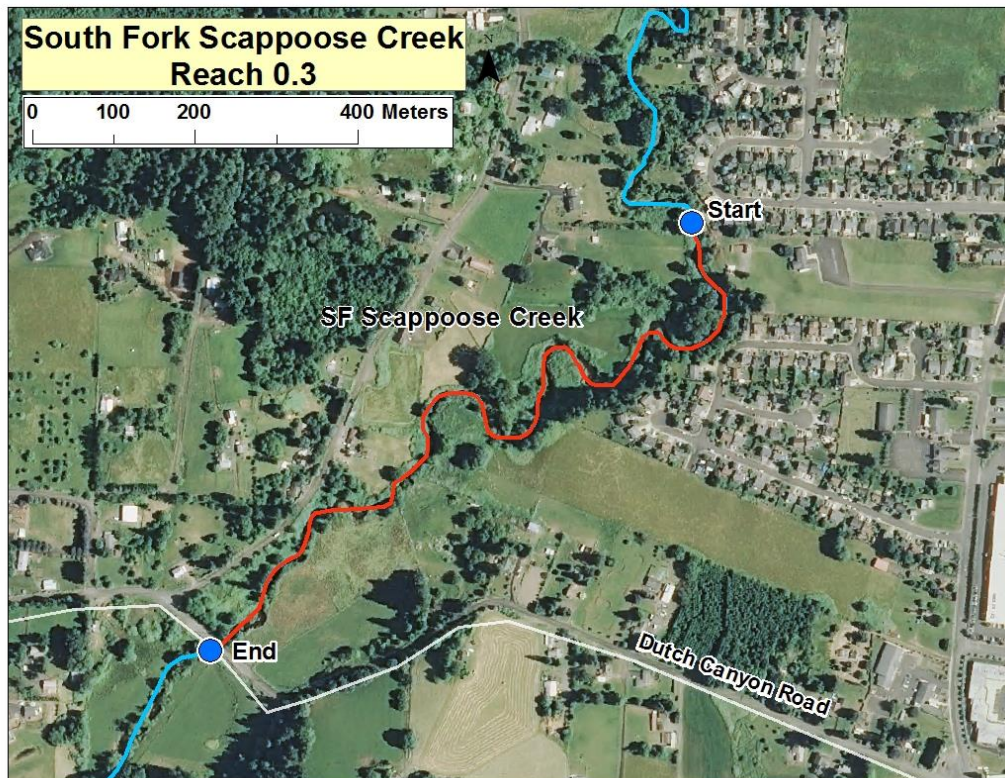 South Fork Scappoose Creek
Reach 0.3
0 100 200 400 Meters
Start
SF Scappoose Creek
End
Dutch Canyon Road